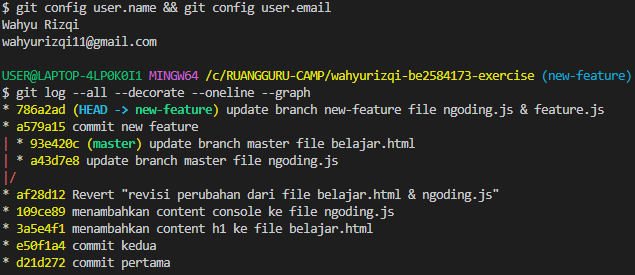 $ git config user.name && git config user.email
Wahyu Rizqi
wahyurizqi11@gmail.com
USER@LAPTOP-4LP0K0I1 MINGW64 /c/RUANGGURU-CAMP/wahyurizqi-be2584173-exercise (new-feature)
$ git log --all --decorate --oneline --graph
* 786a2ad (HEAD -> new-feature) update branch new-feature file ngoding.js & feature.js
* a579a15 commit new feature
| * 93e420c (master) update branch master file belajar.html
| * a43d7e8 update branch master file ngoding.js
|/
* af28d12 Revert "revisi perubahan dari file belajar.html & ngoding.js"
* 109ce89 menambahkan content console ke file ngoding.js
* 3a5e4f1 menambahkan content h1 ke file belajar.html
* e50f1a4 commit kedua
* d21d272 commit pertama